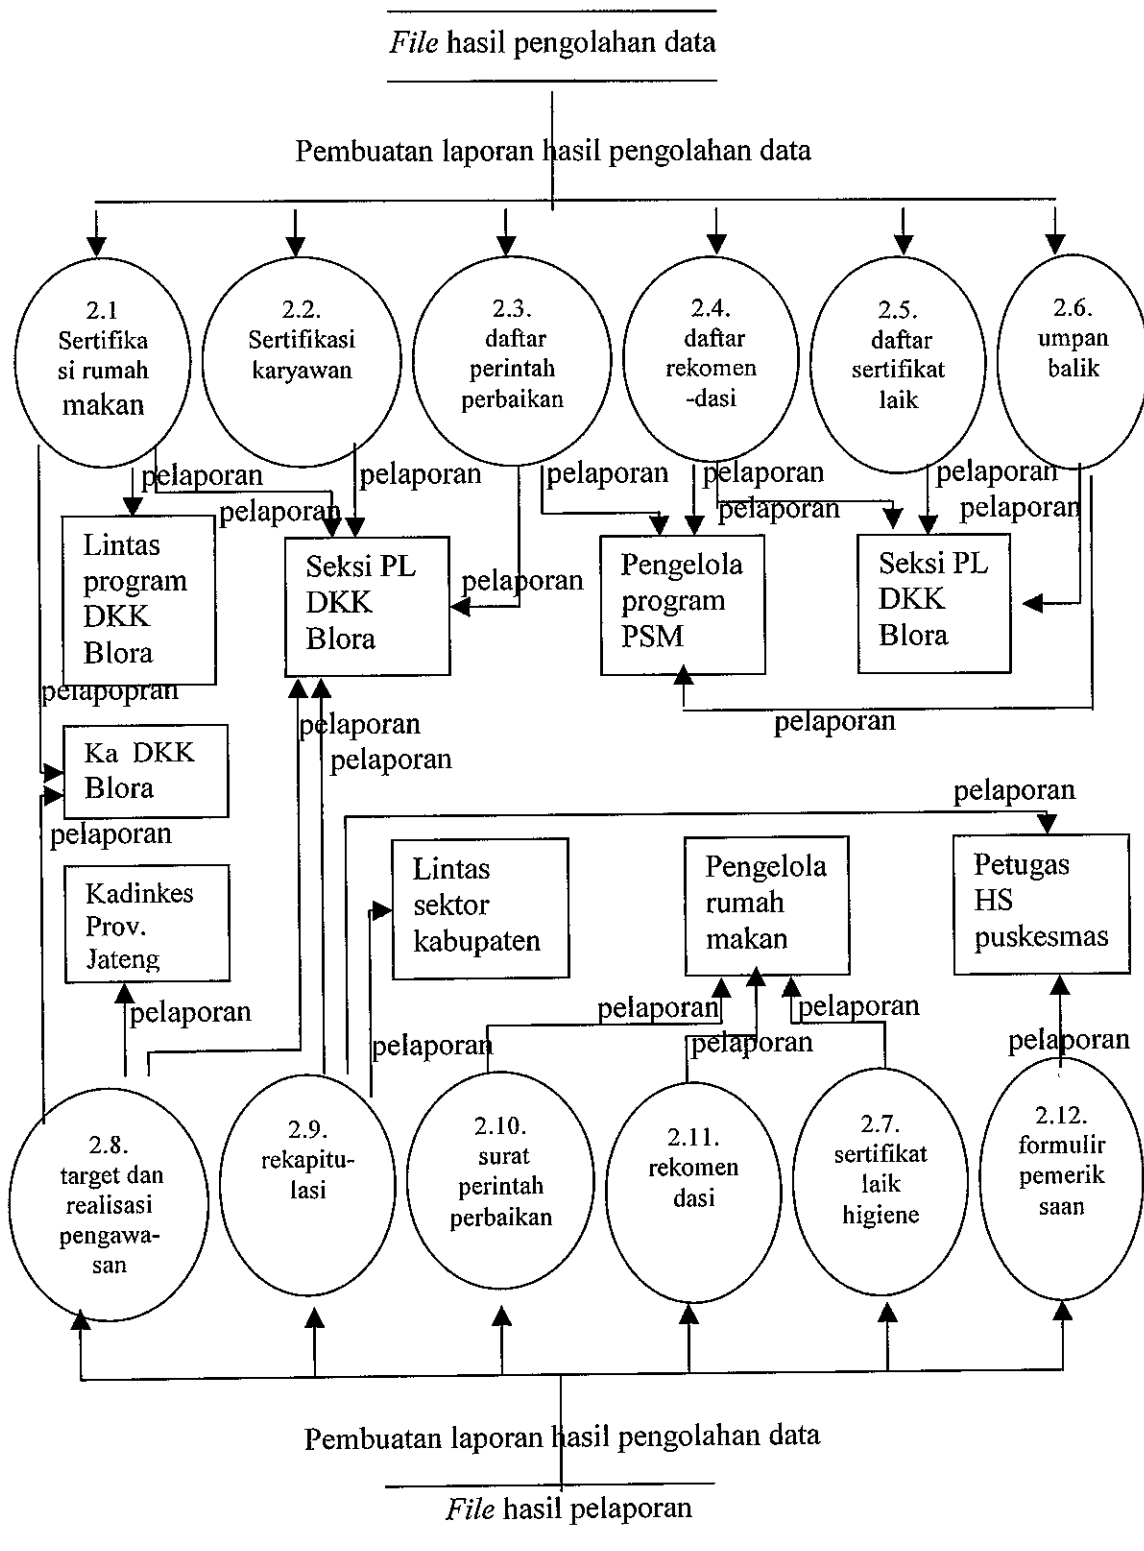 File hasil pengolahan data
Pembuatan laporan hasil pengolahan data
2.1
Sertifika
si rumah
makan
2.2.
Sertifikasi
karyawan
2.3.
daftar
perintah
perbaikan
2.4.
daftar
rekomen
-dasi
2.5.
daftar
sertifikat
laik
2.6.
umpan
balik
pelaporan
pelaporan
pelaporan
pelaporan
pelaporan
pelaporan
pelaporan
pelaporan
pelaporan
Lintas
program
DKK
Blora
Seksi PL
DKK
Blora
pelaporan
Pengelola
program
PSM
Seksi PL
DKK
Blora
pelapopran
pelaporan
pelaporan
pelaporan
Ka DKK
Blora
pelaporan
pelaporan
Kadinkes
Prov.
Jateng
Lintas
sektor
kabupaten
Pengelola
rumah
makan
Petugas
HS
puskesmas
pelaporan
pelaporan
pelaporan
pelaporan
pelaporan
pelaporan
2.8.
target dan
realisasi
pengawa-
san
2.9.
rekapitu-
lasi
2.10.
surat
perintah
perbaikan
2.11.
rekomen
dasi
2.7.
sertifikat
laik
higiene
2.12.
formulir
pemerik
saan
Pembuatan laporan hasil pengolahan data
File hasil pelaporan